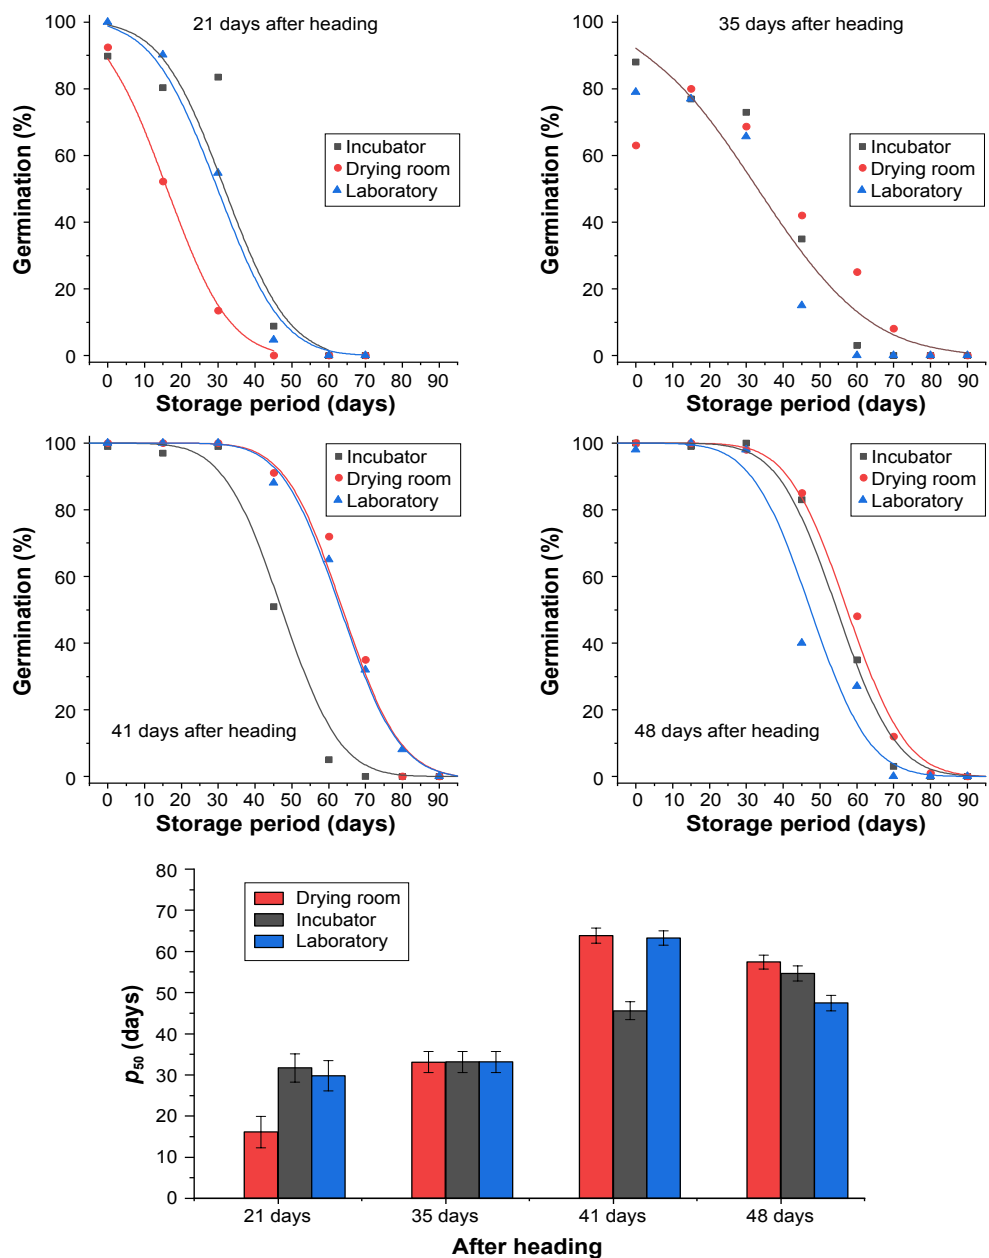 21 days after heading
Germination (%)
100
80
60
40
20
0
Incubator
Drying room
Laboratory
0 10 20 30 40 50 60 70 80 90
Storage period (days)
35 days after heading
Germination (%)
100
80
60
40
20
0
Incubator
Drying room
Laboratory
0 10 20 30 40 50 60 70 80 90
Storage period (days)
Germination (%)
100
80
60
40
20
0
Incubator
Drying room
Laboratory
41 days after heading
0 10 20 30 40 50 60 70 80 90
Storage period (days)
Germination (%)
100
80
60
40
20
0
Incubator
Drying room
Laboratory
48 days after heading
0 10 20 30 40 50 60 70 80 90
Storage period (days)
p50 (days)
80
70
60
50
40
30
20
10
0
Drying room
Incubator
Laboratory
21 days 35 days 41 days 48 days
After heading